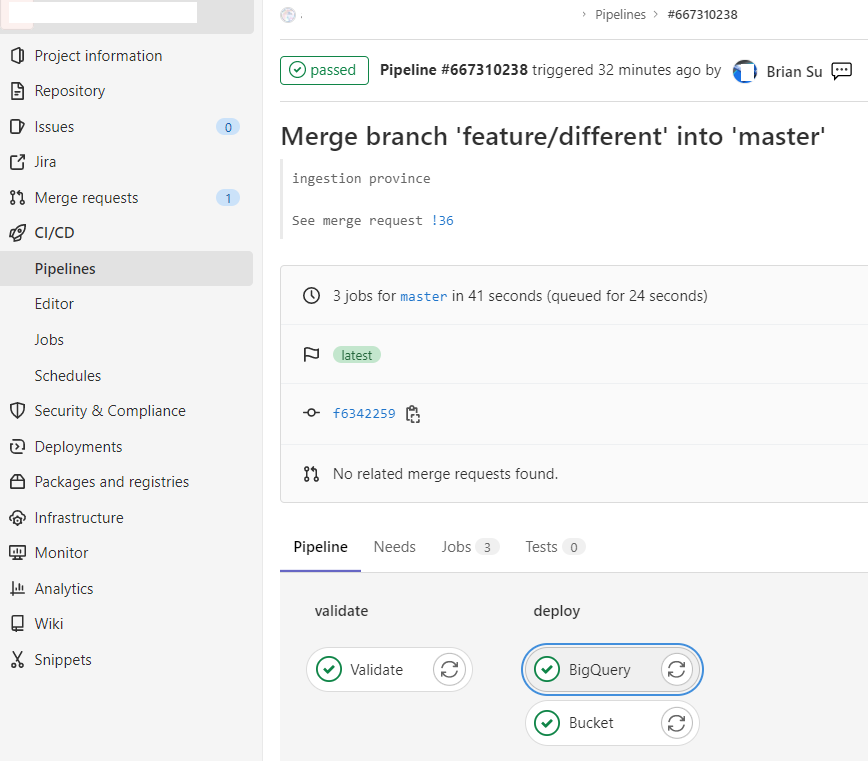 Pipelines > #667310238
passed Pipeline #667310238 triggered 32 minutes ago by Brian Su
Merge branch 'feature/different' into 'master'
ingestion province
See merge request !36
3 jobs for master in 41 seconds (queued for 24 seconds)
latest
f6342259
No related merge requests found.
Pipeline Needs Jobs 3 Tests 0
validate deploy
Validate BigQuery
Bucket
Project information
Repository
Issues 0
Jira
Merge requests 1
CI/CD
Pipelines
Editor
Jobs
Schedules
Security & Compliance
Deployments
Packages and registries
Infrastructure
Monitor
Analytics
Wiki
Snippets